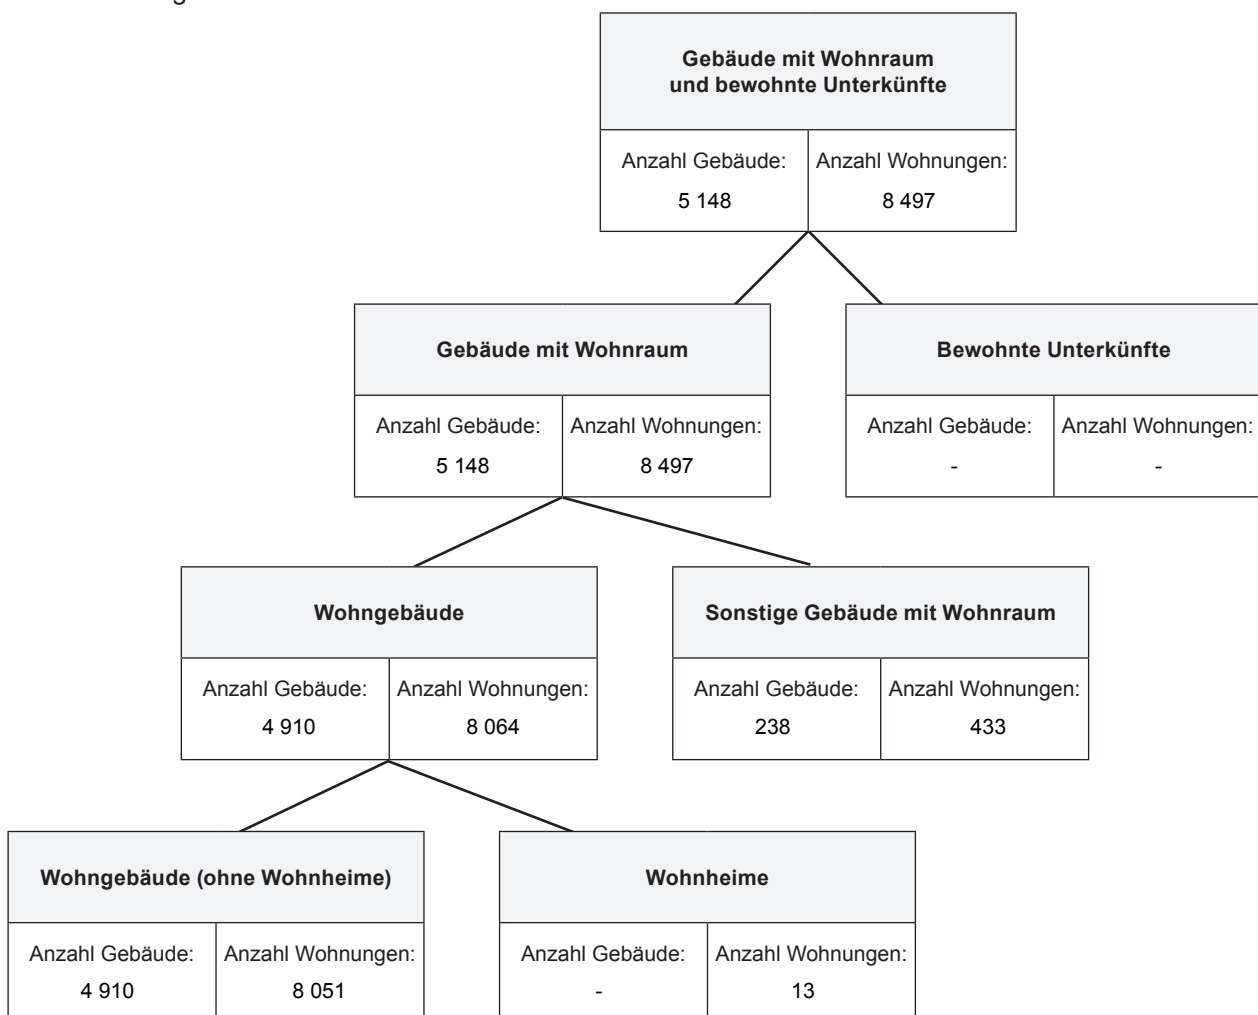 Gebäude mit Wohnraum
und bewohnte Unterkünfte
Anzahl Gebäude: Anzahl Wohnungen:
5 148 8 497
Gebäude mit Wohnraum
Anzahl Gebäude: Anzahl Wohnungen:
5 148 8 497
Bewohnte Unterkünfte
Anzahl Gebäude: Anzahl Wohnungen:
- -
Wohngebäude
Anzahl Gebäude: Anzahl Wohnungen:
4 910 8 064
Sonstige Gebäude mit Wohnraum
Anzahl Gebäude: Anzahl Wohnungen:
238 433
Wohngebäude (ohne Wohnheime)
Anzahl Gebäude: Anzahl Wohnungen:
4 910 8 051
Wohnheime
Anzahl Gebäude: Anzahl Wohnungen:
- 13